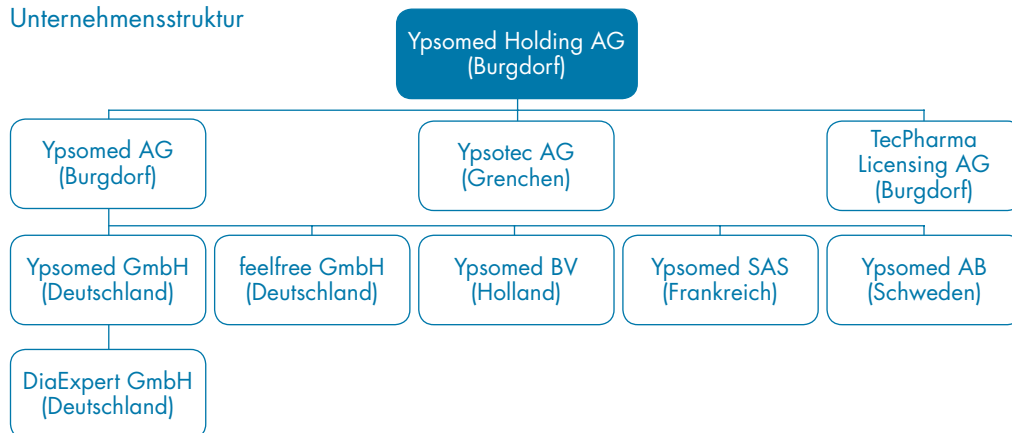 Unternehmensstruktur
Ypsomed Holding AG
(Burgdorf)
Ypsomed AG
(Burgdorf)
Ypsotec AG
(Grenchen)
TecPharma
Licensing AG
(Burgdorf)
Ypsomed GmbH
(Deutschland)
feelfree GmbH
(Deutschland)
Ypsomed BV
(Holland)
Ypsomed SAS
(Frankreich)
Ypsomed AB
(Schweden)
DiaExpert GmbH
(Deutschland)